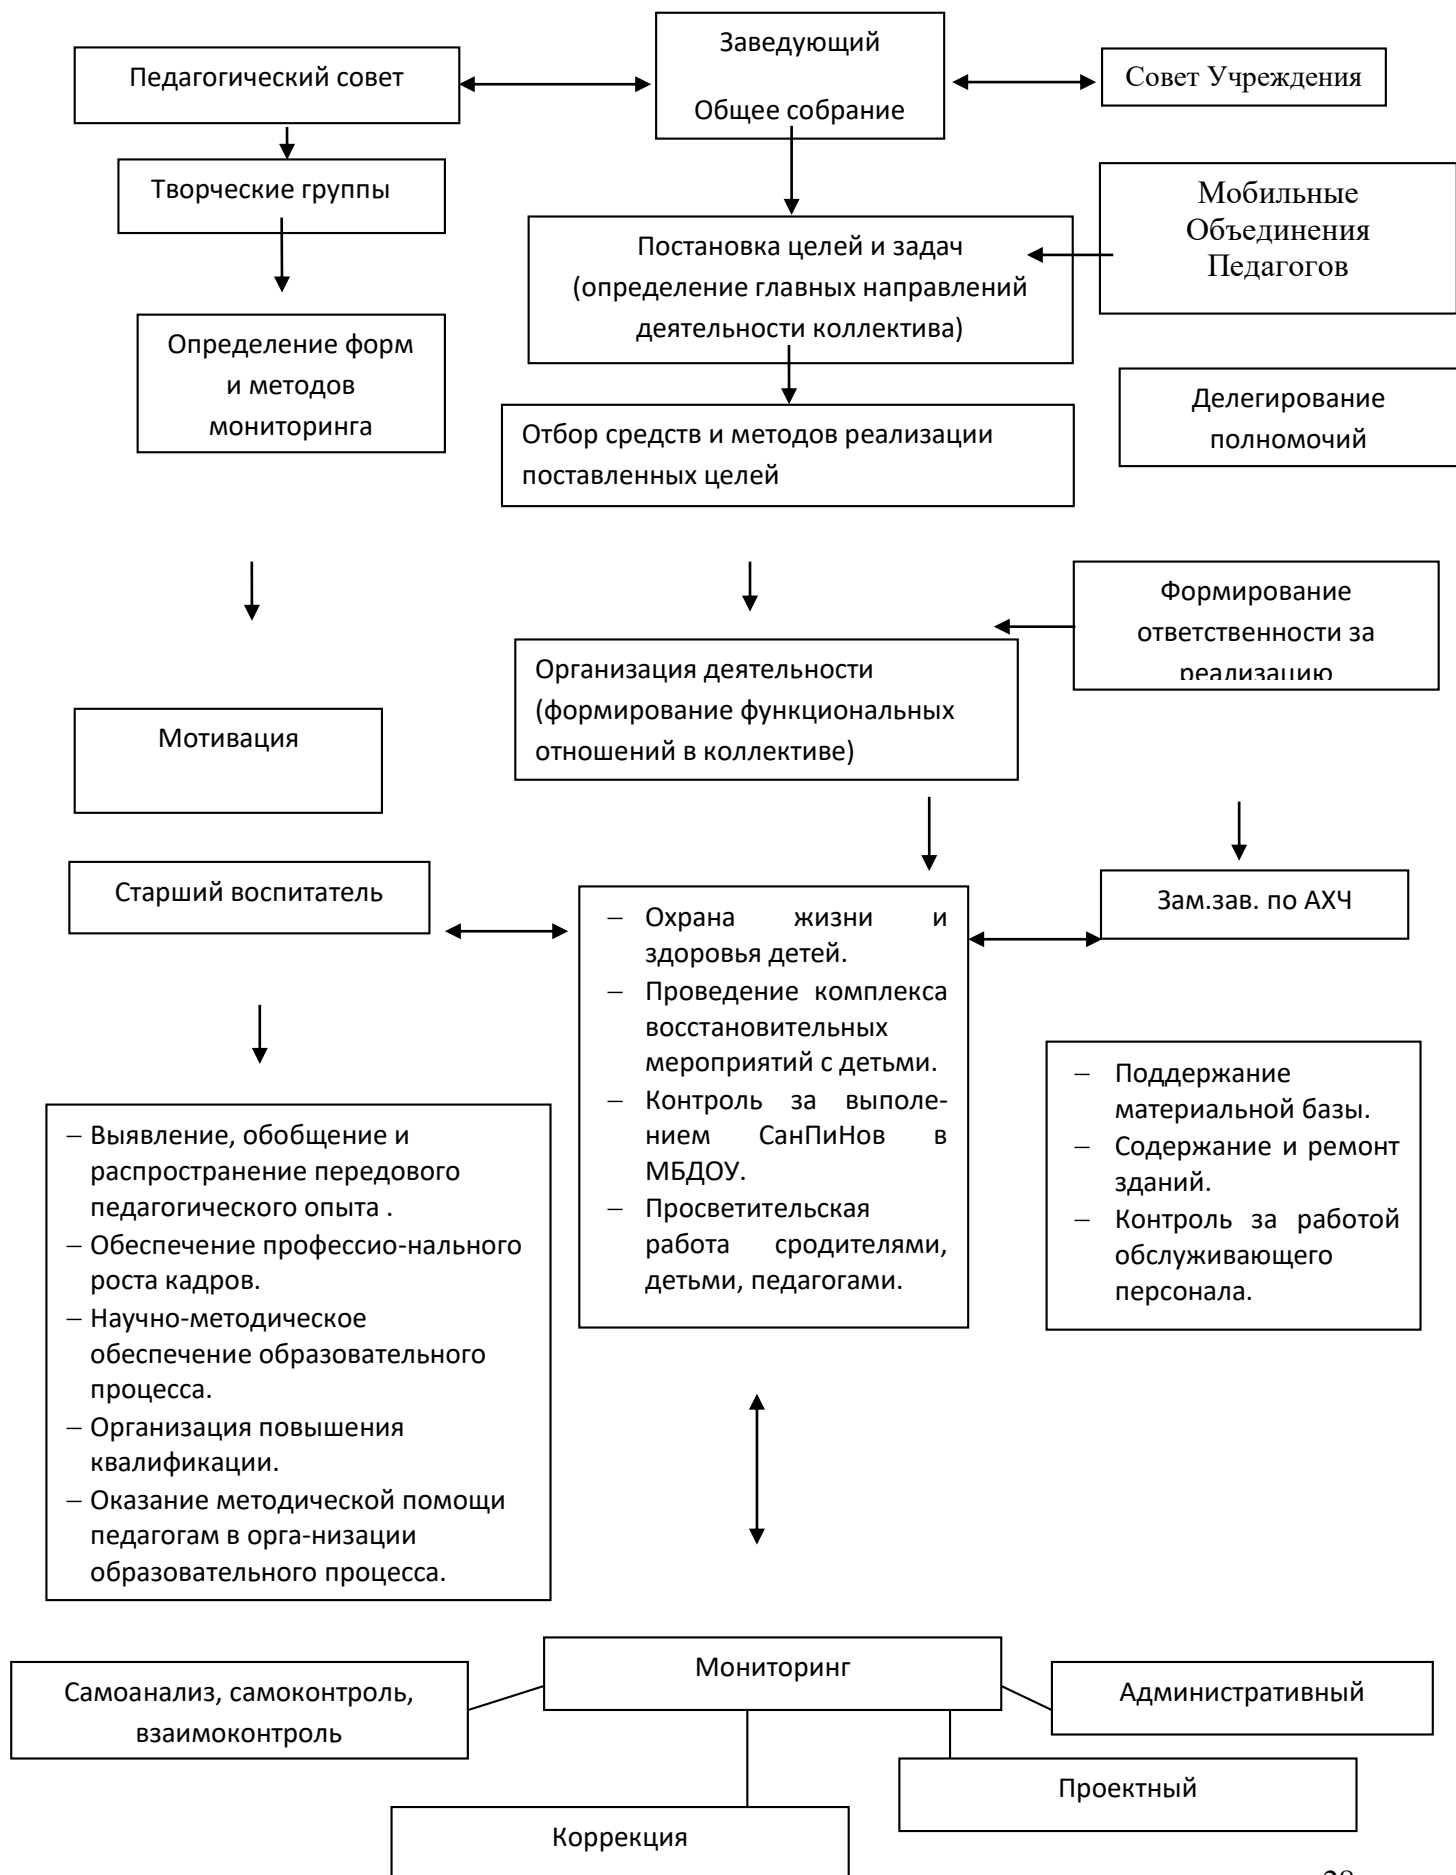 Заведующий
Общее собрание
Педагогический совет
Совет Учреждения
Творческие группы
Мобильные
Объединения
Педагогов
Постановка целей и задач
(определение главных направлений
деятельности коллектива)
Определение форм
и методов
мониторинга
Делегирование
полномочий
Отбор средств и методов реализации
поставленных целей
Формирование
ответственности за
реализацию
Организация деятельности
(формирование функциональных
отношений в коллективе)
Мотивация
Старший воспитатель
Зам.зав. по АХЧ
– Охрана жизни и
здоровья детей.
– Проведение комплекса
восстановительных
мероприятий с детьми.
– Контроль за выполе-
нием СанПиНов в
МБДОУ.
– Просветительская
работа сродителями,
детьми, педагогами.
– Поддержание
материальной базы.
– Содержание и ремонт
зданий.
– Контроль за работой
обслуживающего
персонала.
– Выявление, обобщение и
распространение передового
педагогического опыта .
– Обеспечение профессио-нального
роста кадров.
– Научно-методическое
обеспечение образовательного
процесса.
– Организация повышения
квалификации.
– Оказание методической помощи
педагогам в орга-низации
образовательного процесса.
Мониторинг
Самоанализ, самоконтроль,
взаимоконтроль
Административный
Проектный
Коррекция